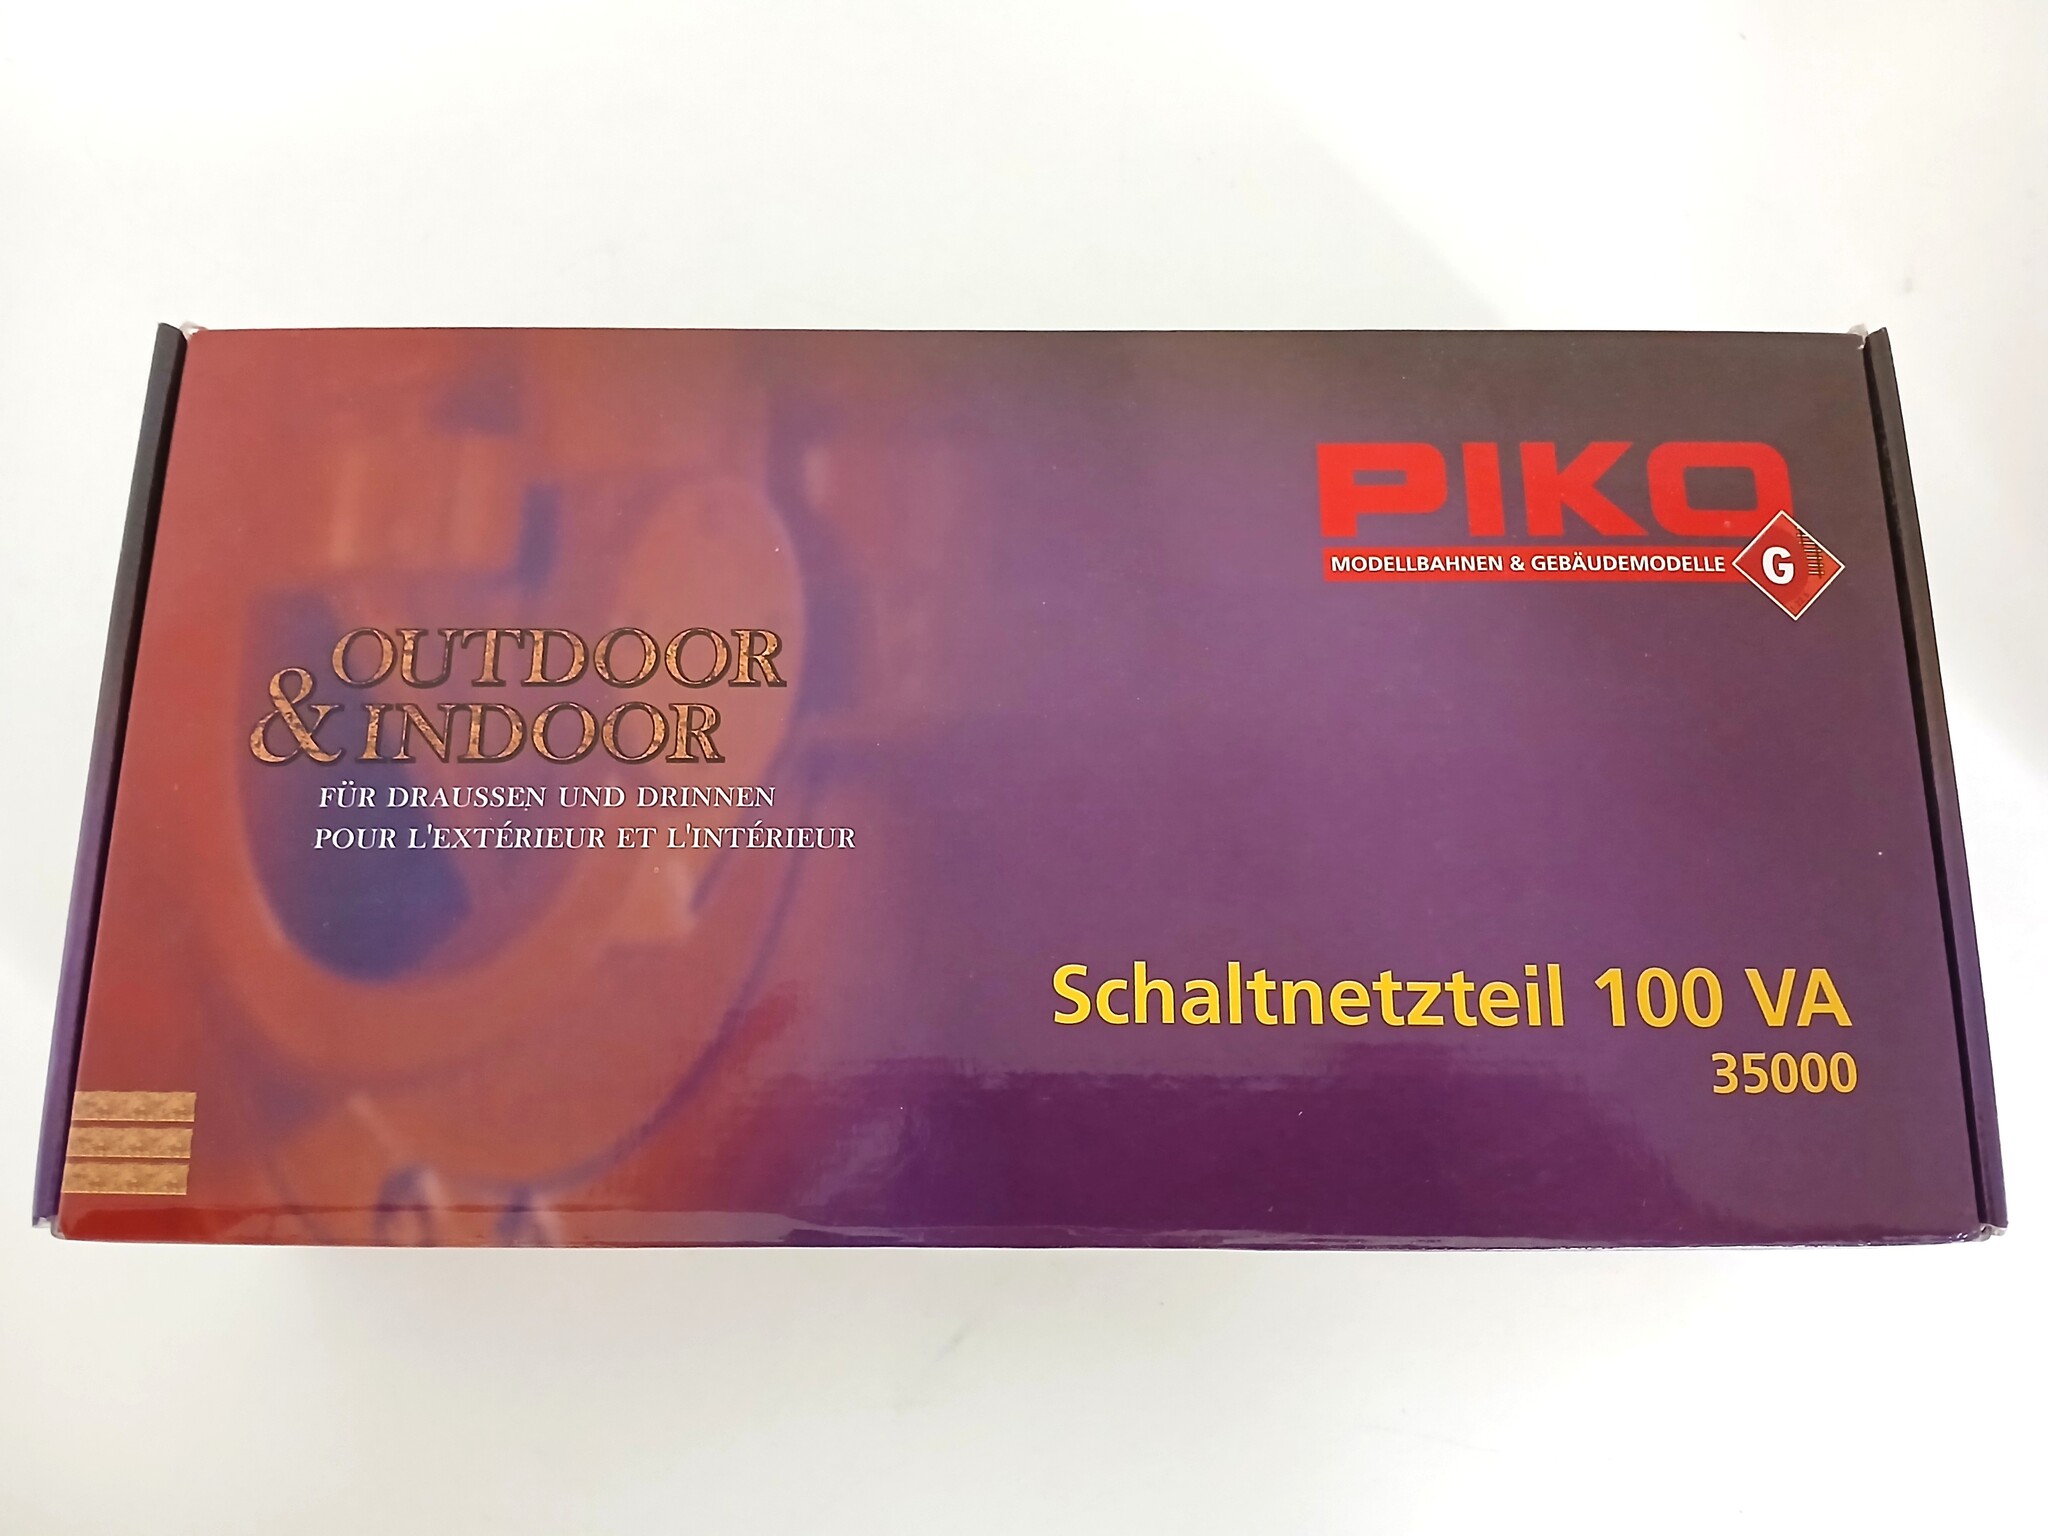 PIKO
MODELLBAHNEN & GEBÄUDEMODELLE
G
OUTDOOR
& INDOOR
FÜR DRAUSSEN UND DRINNEN
POUR L'EXTÉRIEUR ET L'INTÉRIEUR
Schaltnetzteil 100 VA
35000